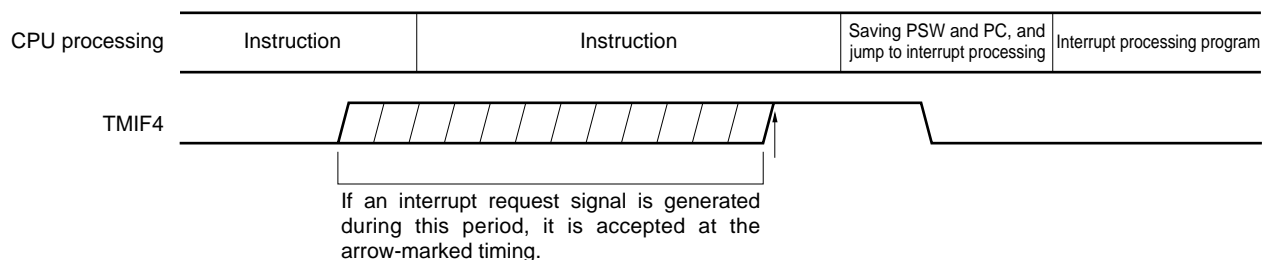 CPU processing
Instruction
Instruction
Saving PSW and PC, and
jump to interrupt processing
Interrupt processing program
TMIF4
If an interrupt request signal is generated
during this period, it is accepted at the
arrow-marked timing.